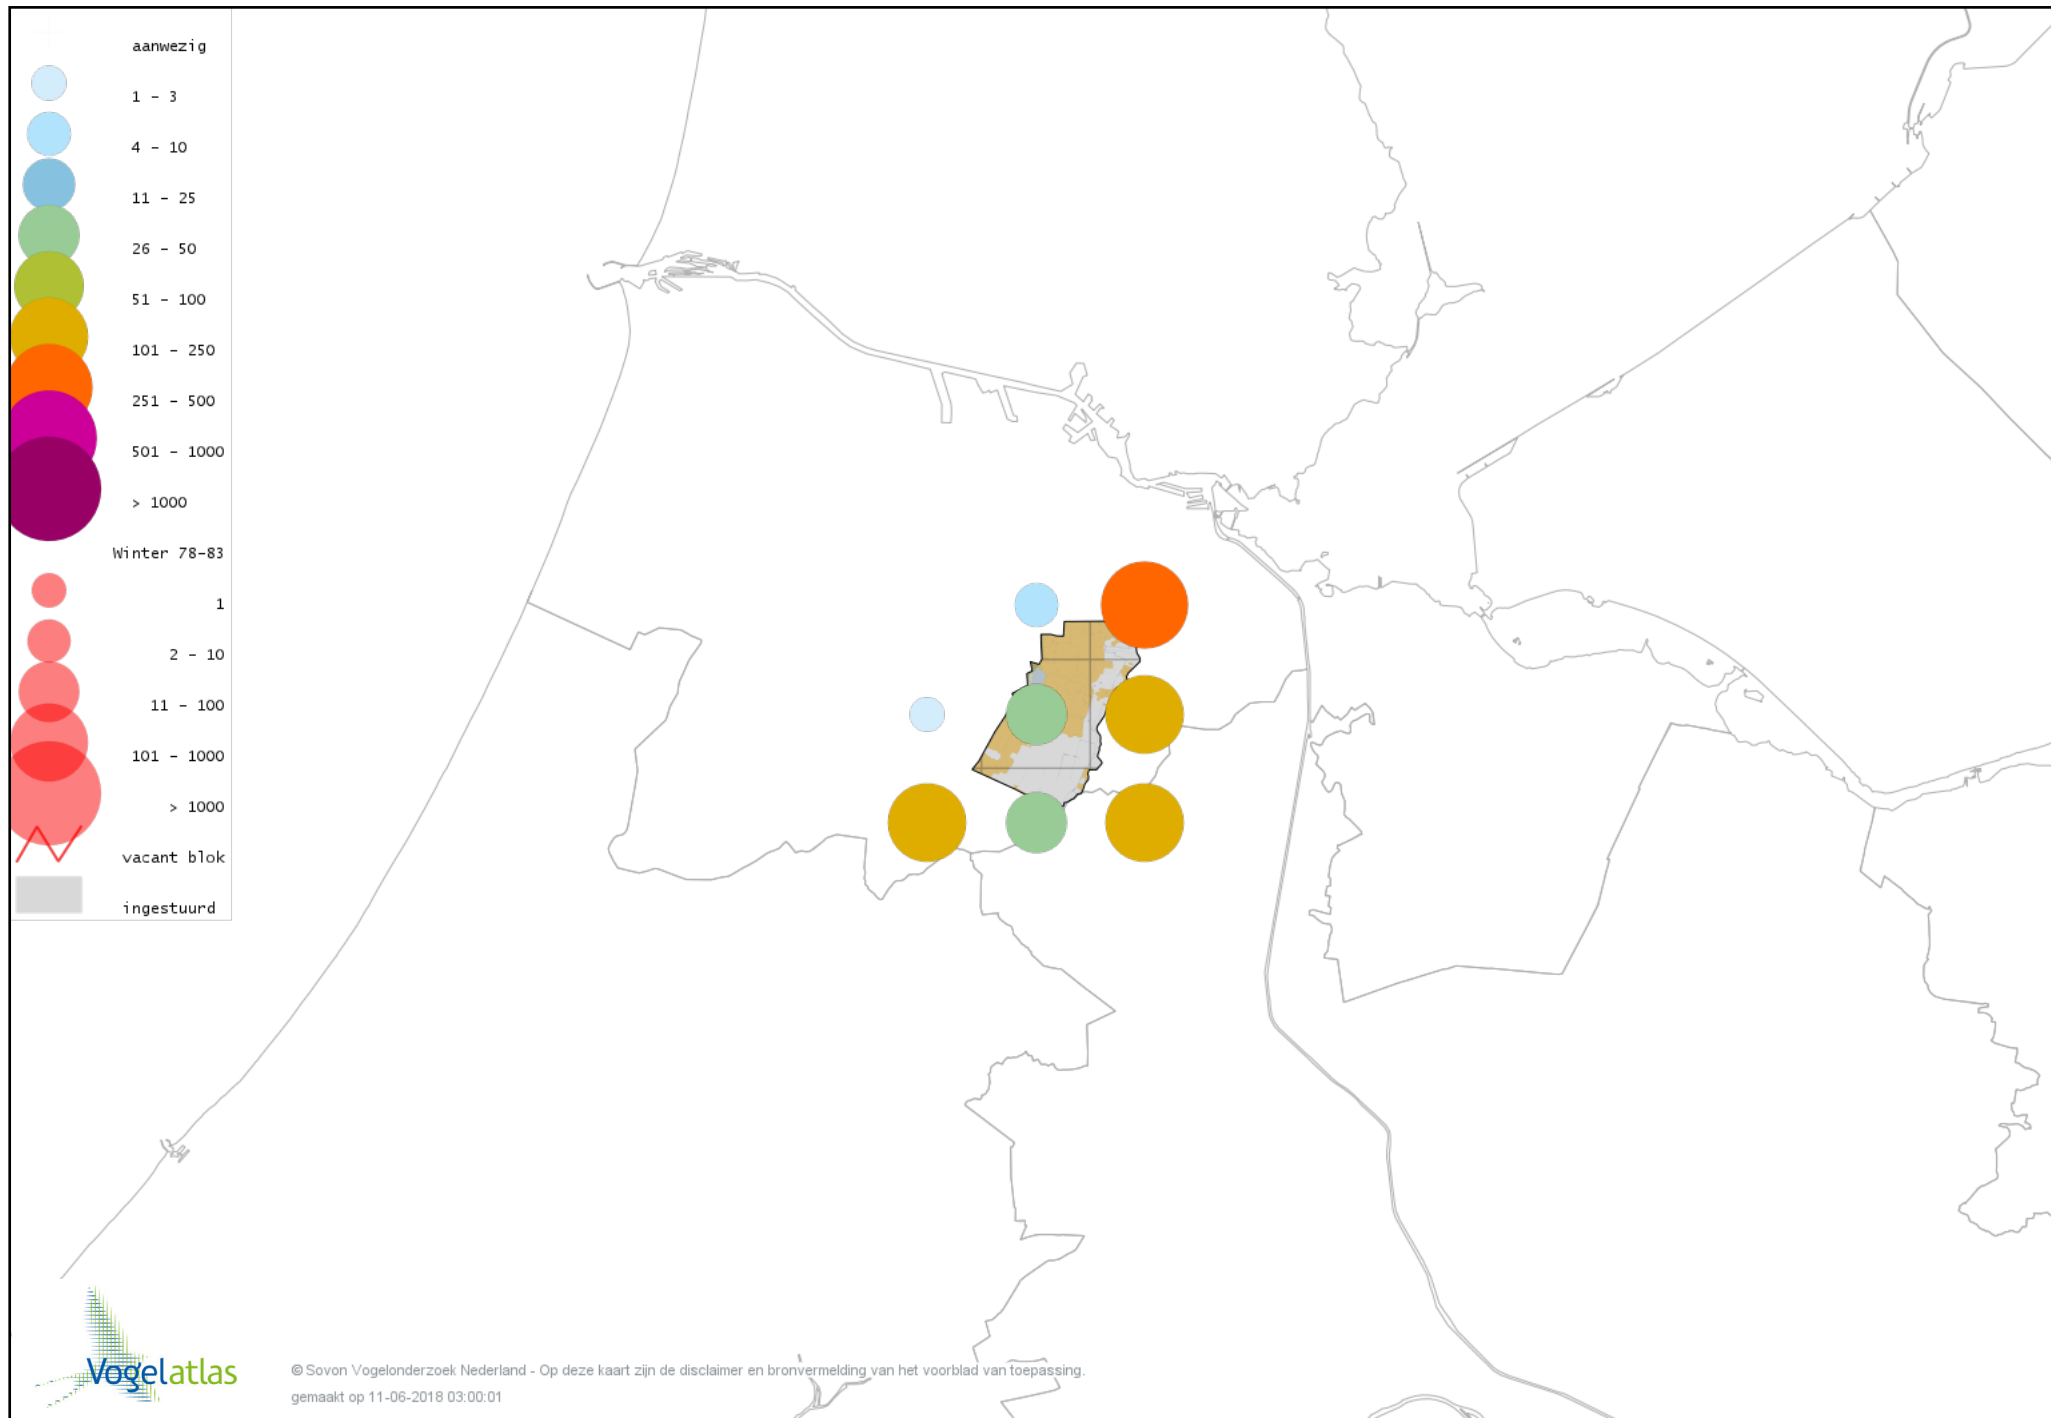 aanwezig
1 - 3
4 - 10
11 - 25
26 - 50
51 - 100
101 - 250
251 - 500
501 - 1000
> 1000
Winter 78-83
1
2 - 10
11 - 100
101 - 1000
> 1000
vacant blok
ingestuurd
Vogelatlas
© Sovon Vogelonderzoek Nederland - Op deze kaart zijn de disclaimer en bronvermelding van het voorblad van toepassing.
gemaakt op 11-06-2018 03:00:01